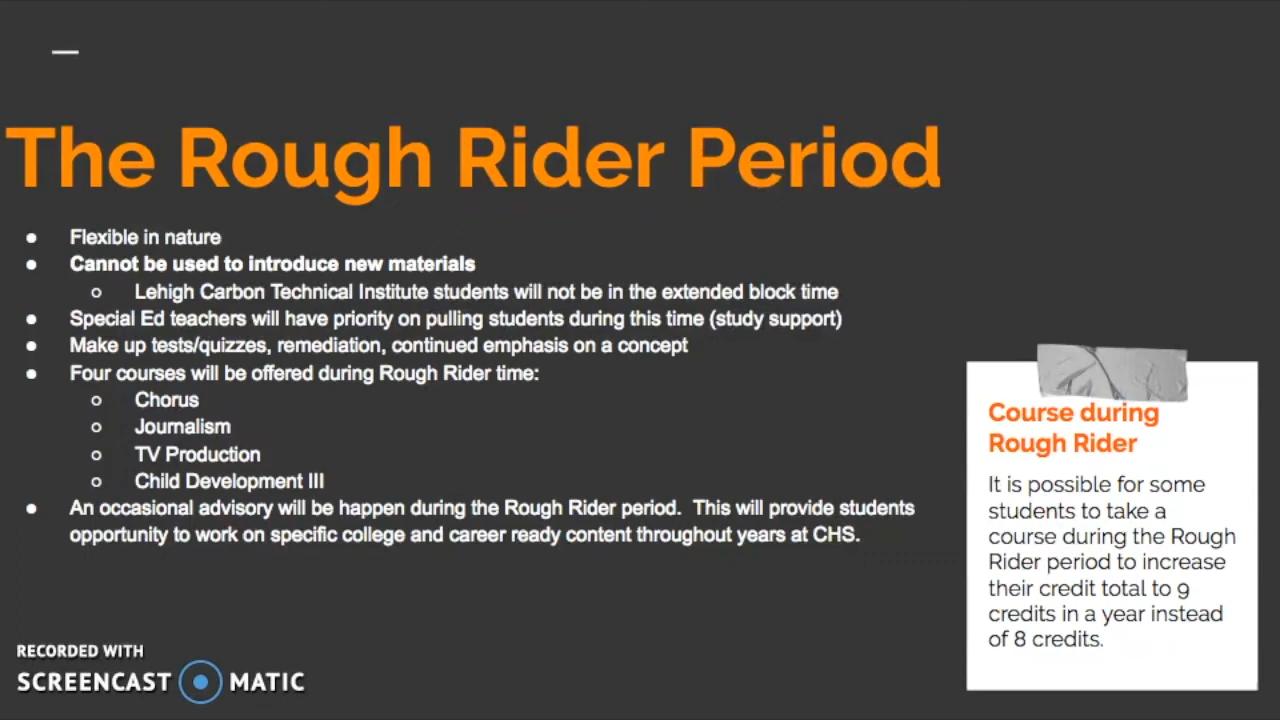 The Rough Rider Period
● Flexible in nature
● Cannot be used to introduce new materials
○ Lehigh Carbon Technical Institute students will not be in the extended block time
● Special Ed teachers will have priority on pulling students during this time (study support)
● Make up tests/quizzes, remediation, continued emphasis on a concept
● Four courses will be offered during Rough Rider time:
○ Chorus
○ Journalism
○ TV Production
○ Child Development III
● An occasional advisory will be happen during the Rough Rider period.  This will provide students
opportunity to work on specific college and career ready content throughout years at CHS.
Course during
Rough Rider
It is possible for some
students to take a
course during the Rough
Rider period to increase
their credit total to 9
credits in a year instead
of 8 credits.
RECORDED WITH
SCREENCAST MATIC